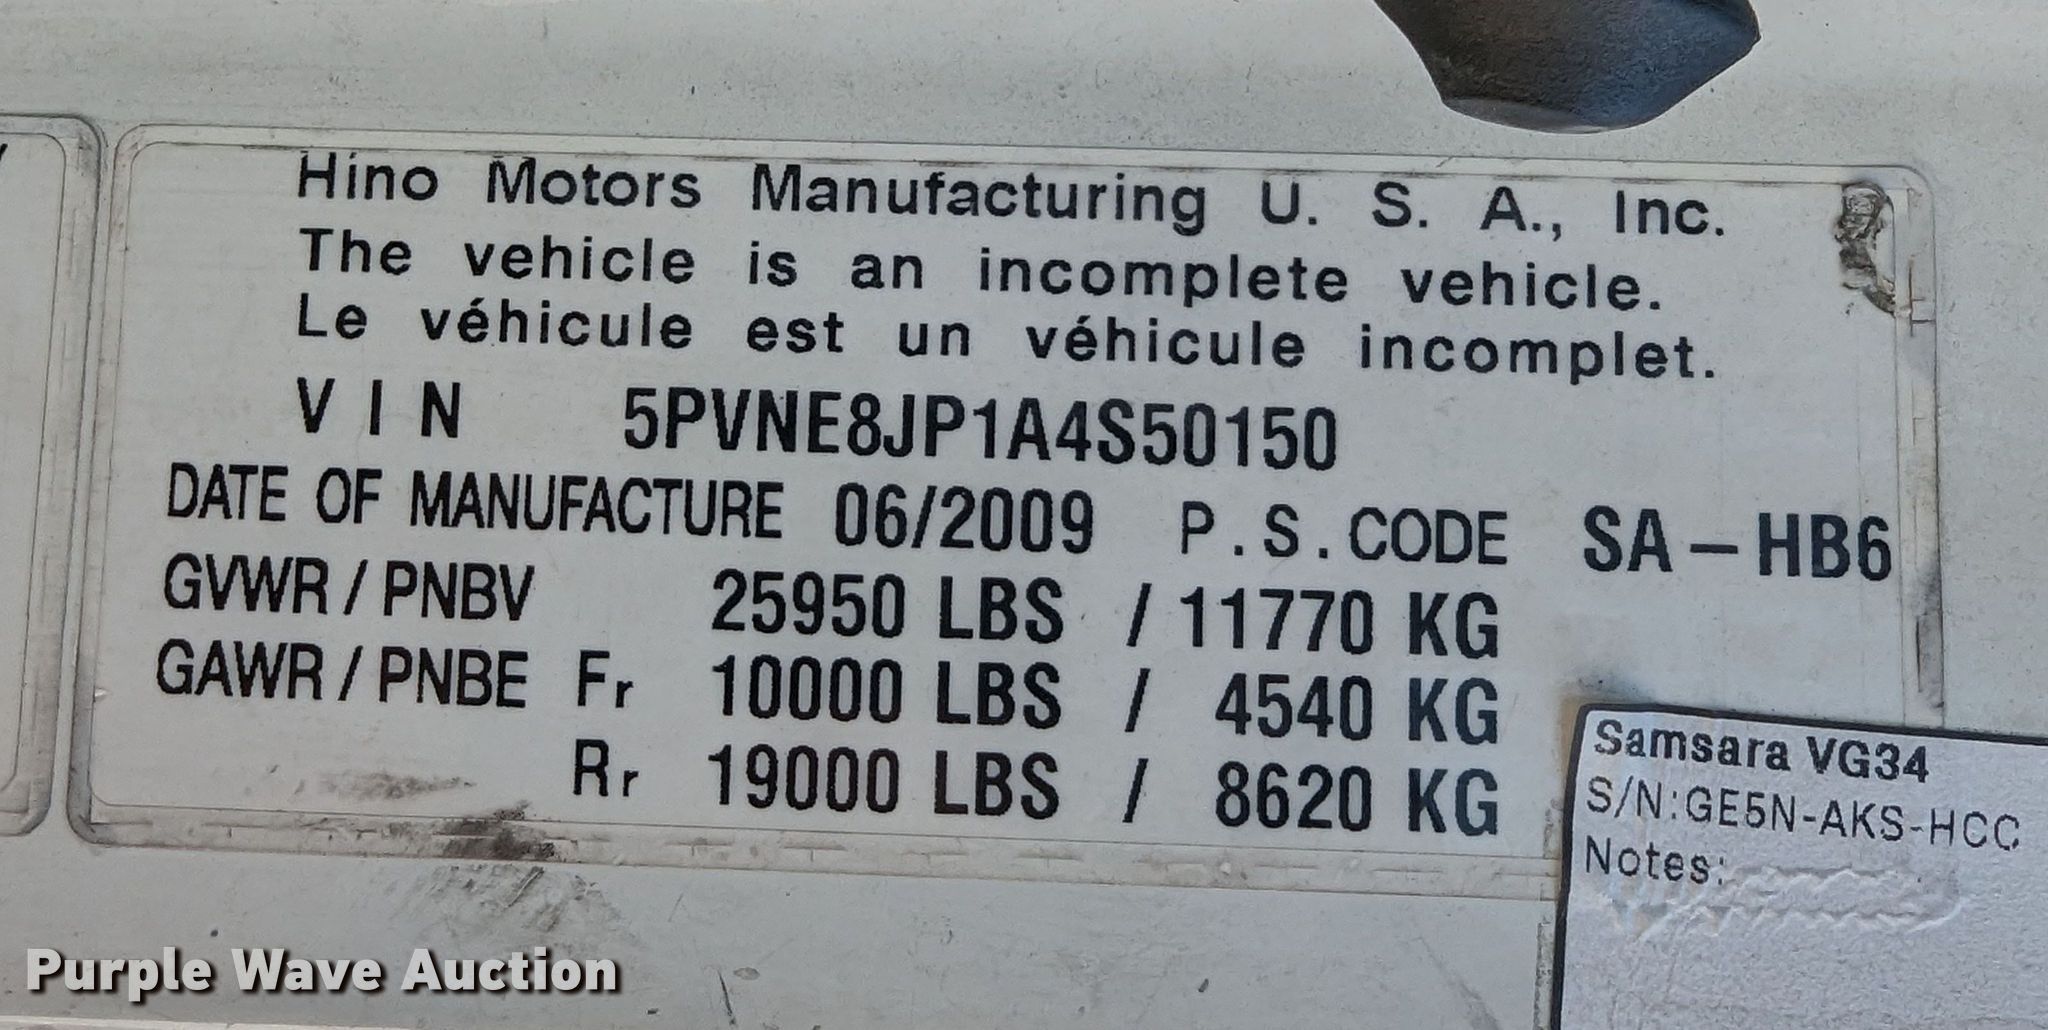 Hino Motors Manufacturing U. S. A., Inc.
The vehicle is an incomplete vehicle.
Le véhicule est un véhicule incomplet.
VIN 5PVNE8JP1A4S50150
DATE OF MANUFACTURE 06/2009 P.S.CODE SA-HB6
GVWR/PNBV 25950 LBS / 11770 KG
GAWR/PNBE Fr 10000 LBS / 4540 KG
Rr 19000 LBS / 8620 KG
Samsara VG34
S/N:GE5N-AKS-HCC
Notes:
Purple Wave Auction